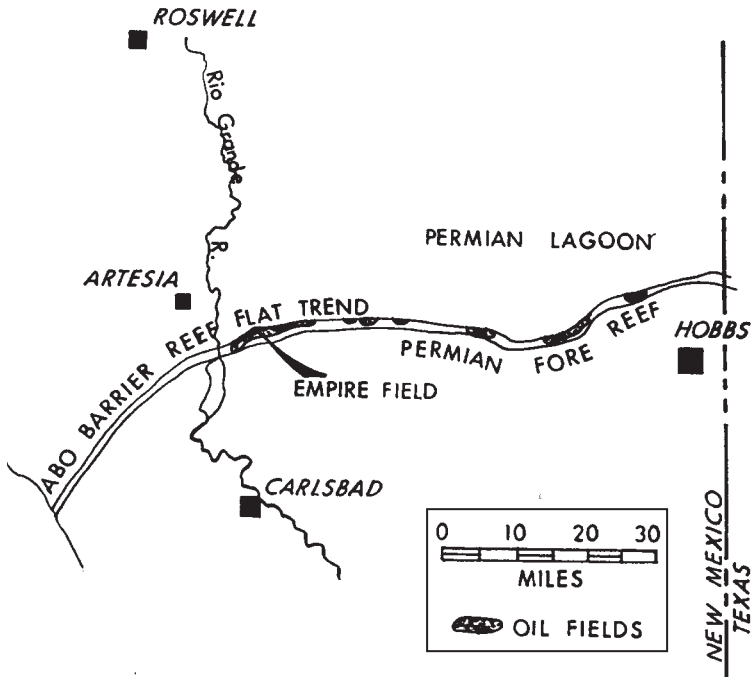 ROSWELL
Rio Grande R.
PERMIAN LAGOON
ARTESIA
ABO BARRIER REEF FLAT TREND
PERMIAN FORE REEF
HOBBS
EMPIRE FIELD
CARLSBAD
0 10 20 30
MILES
OIL FIELDS
NEW MEXICO
TEXAS